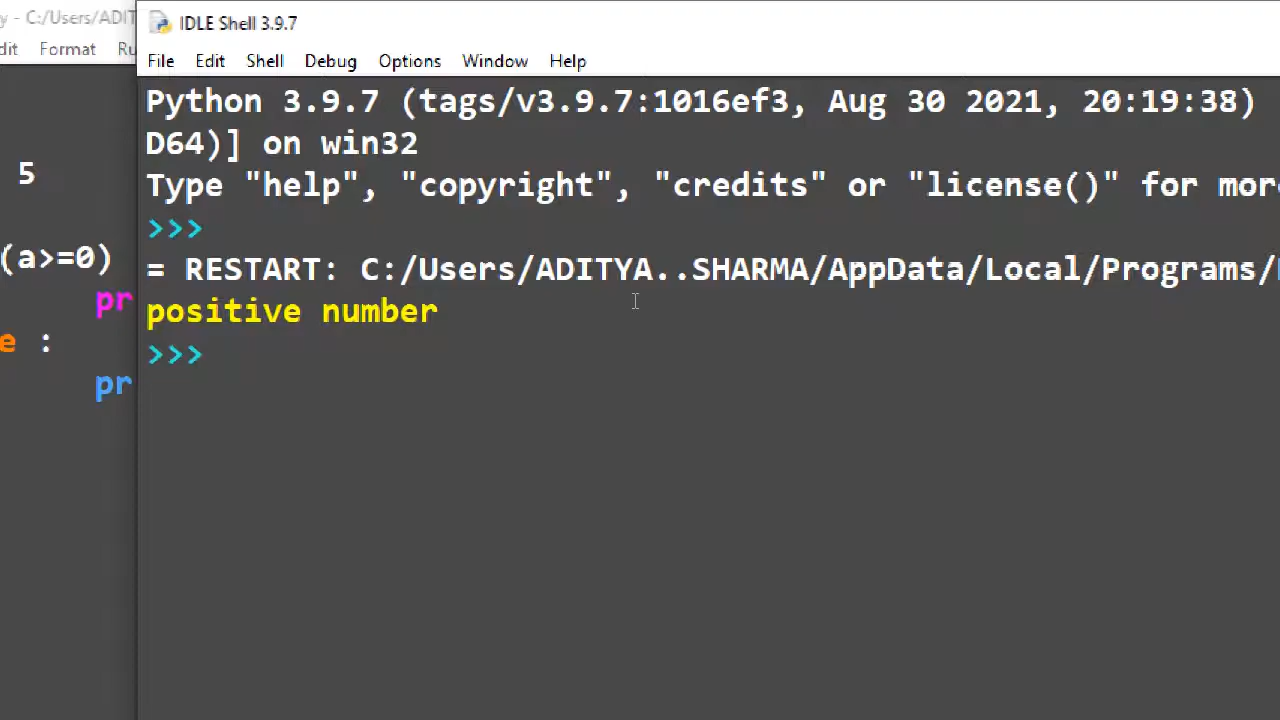 y - C:/Users/ADIT
IDLE Shell 3.9.7
dit Format Ru
File Edit Shell Debug Options Window Help
Python 3.9.7 (tags/v3.9.7:1016ef3, Aug 30 2021, 20:19:38)
D64)] on win32
Type "help", "copyright", "credits" or "license()" for more
>>>
= RESTART: C:/Users/ADITYA..SHARMA/AppData/Local/Programs/
positive number
>>>
5
(a>=0)
pr
e :
pr